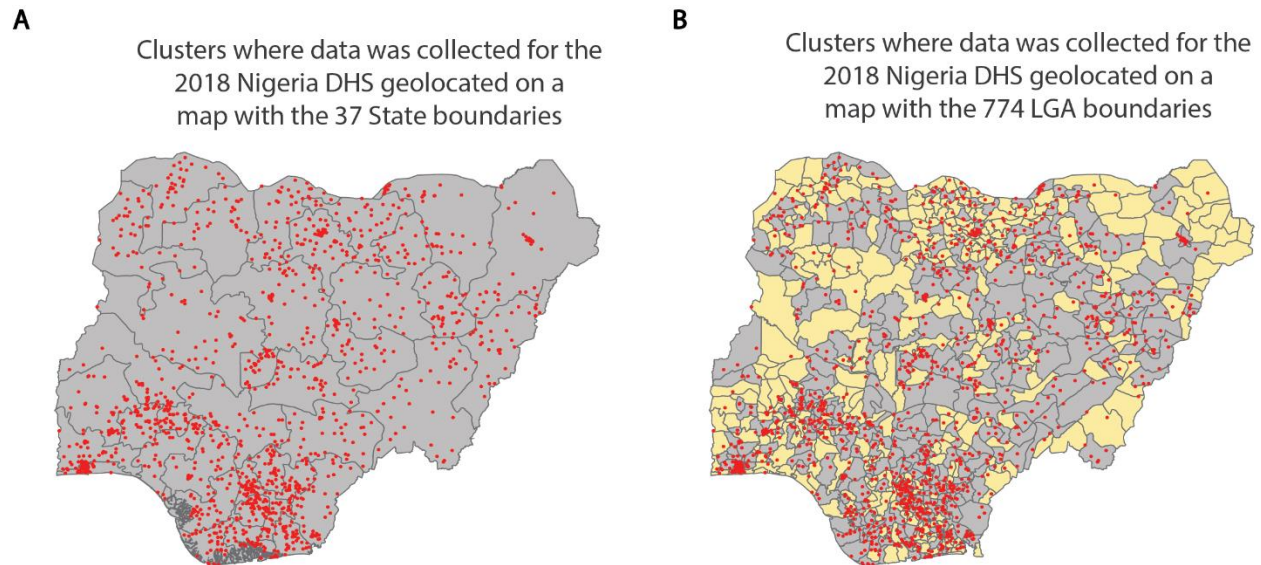 A
Clusters where data was collected for the
2018 Nigeria DHS geolocated on a
map with the 37 State boundaries
B
Clusters where data was collected for the
2018 Nigeria DHS geolocated on a
map with the 774 LGA boundaries